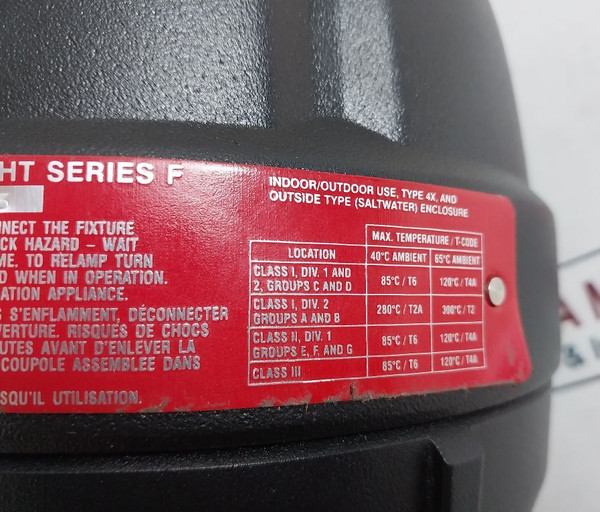 HT SERIES F
5
NNECT THE FIXTURE
CK HAZARD – WAIT
ME, TO RELAMP TURN
D WHEN IN OPERATION.
ATION APPLIANCE.
S S'ENFLAMMENT, DÉCONNECTER
VERTURE. RISQUÉS DE CHOCS
UTES AVANT D'ENLEVER LÁ
COUPOLE ASSEMBLEE DANS
SQU'IL UTILISATION.
INDOOR/OUTDOOR USE, TYPE 4X, AND
OUTSIDE TYPE (SALTWATER) ENCLOSURE
MAX. TEMPERATURE / T-CODE
LOCATION 40°C AMBIENT 65°C AMBIENT
CLASS I, DIV. 1 AND
2, GROUPS C AND D 85°C / T6 120°C / T4A
CLASS I, DIV. 2
GROUPS A AND B 280°C / T2A 300°C / T2
CLASS II, DIV. 1
GROUPS E, F, AND G 85°C / T6 120°C / T4A
CLASS III 85°C / T6 120°C / T4A
A M
& M